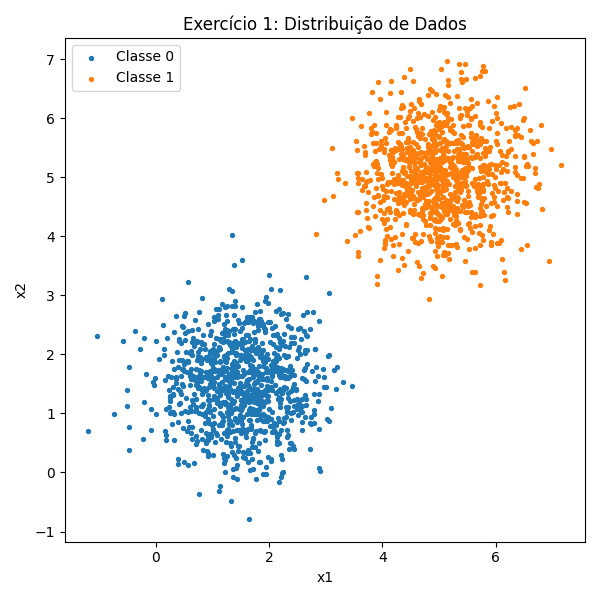 Exercício 1: Distribuição de Dados
Classe 0
Classe 1
7
6
5
4
3
2
1
0
−1
x2
0
2
4
6
x1